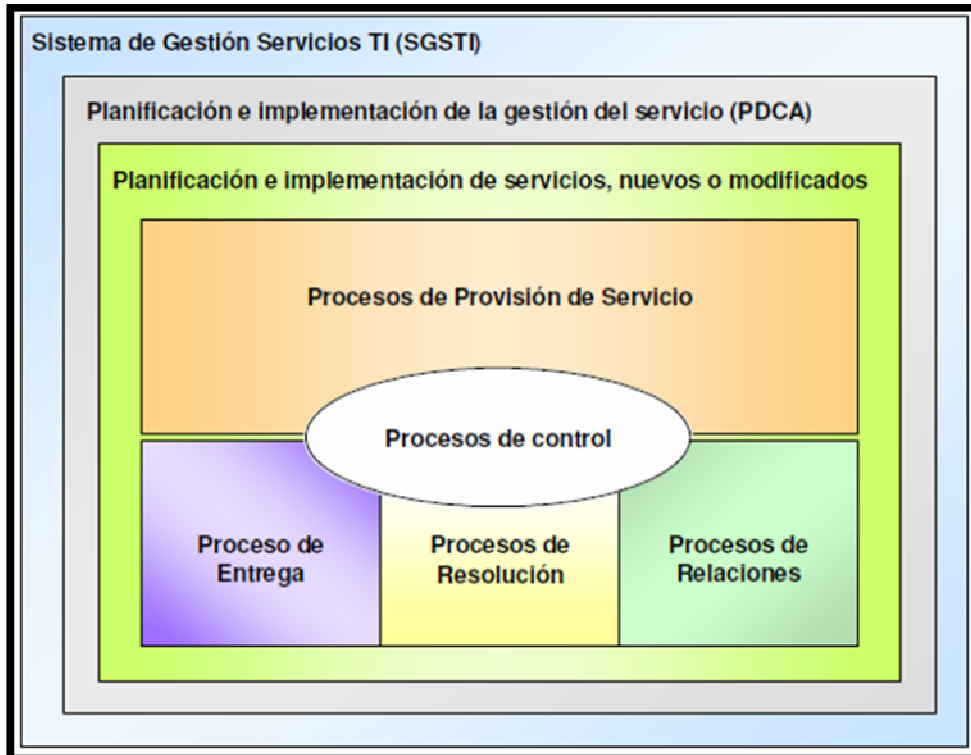 Sistema de Gestión Servicios TI (SGSTI)
Planificación e implementación de la gestión del servicio (PDCA)
Planificación e implementación de servicios, nuevos o modificados
Procesos de Provisión de Servicio
Procesos de control
Proceso de
Entrega
Procesos de
Resolución
Procesos de
Relaciones